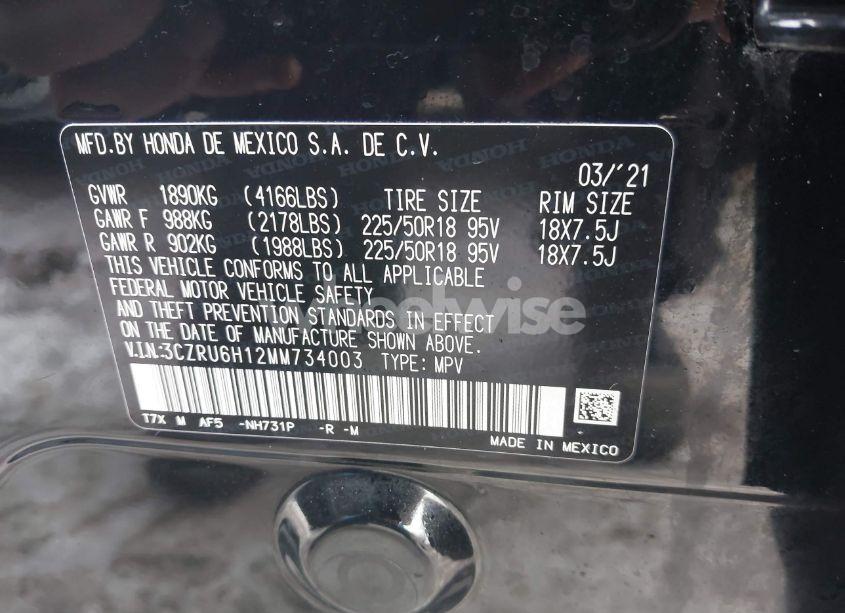 MFD.BY HONDA DE MEXICO S.A. DE C.V.
03/'21
GVWR 1890KG (4166LBS) TIRE SIZE RIM SIZE
GAWR F 988KG (2178LBS) 225/50R18 95V 18X7.5J
GAWR R 902KG (1988LBS) 225/50R18 95V 18X7.5J
THIS VEHICLE CONFORMS TO ALL APPLICABLE
FEDERAL MOTOR VEHICLE SAFETY
AND THEFT PREVENTION STANDARDS IN EFFECT
ON THE DATE OF MANUFACTURE SHOWN ABOVE.
V.I.N.:3CZRU6H12MM734003 TYPE: MPV
T7X M AF5 -NH731P -R -M
MADE IN MEXICO